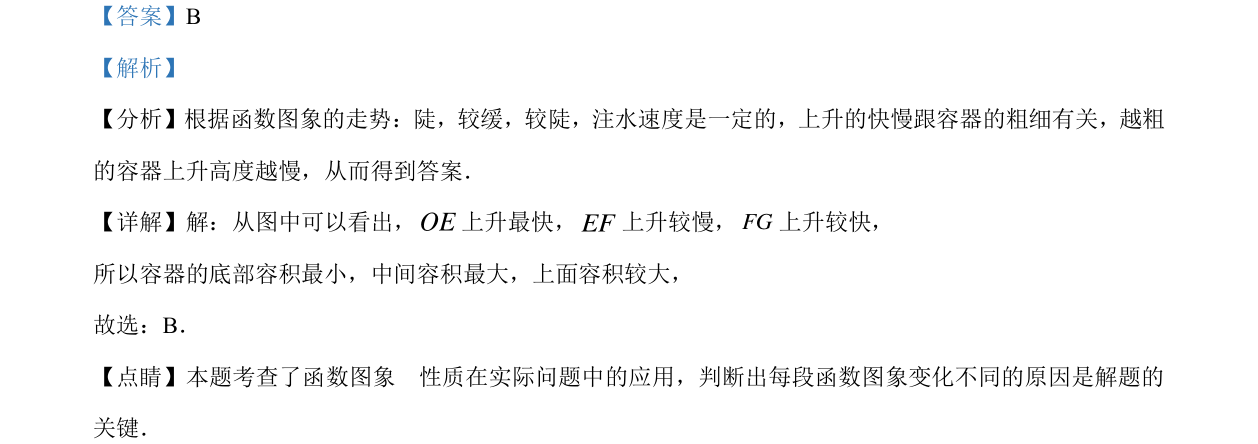 【答案】B
【解析】
【分析】根据函数图象的走势：陡，较缓，较陡，注水速度是一定的，上升的快慢跟容器的粗细有关，越粗
的容器上升高度越慢，从而得到答案．
【详解】解：从图中可以看出，OE 上升最快，EF 上升较慢，FG 上升较快，
所以容器的底部容积最小，中间容积最大，上面容积较大，
故选：B．
【点睛】本题考查了函数图象　性质在实际问题中的应用，判断出每段函数图象变化不同的原因是解题的
关键．